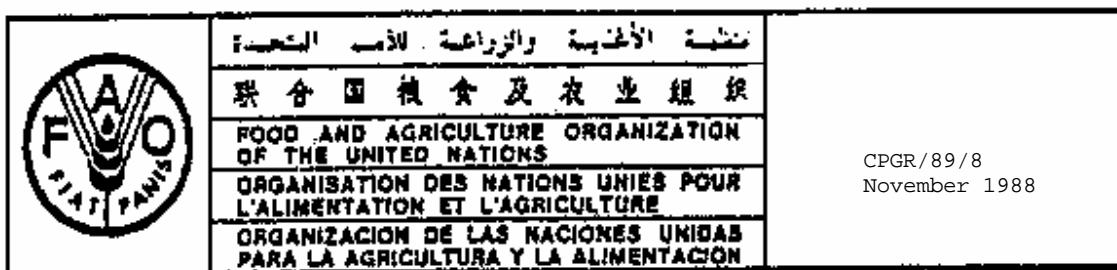 FAO
FIAT PANIS
منظمة الأغذية والزراعة للأمم المتحدة
联合国粮食及农业组织
FOOD AND AGRICULTURE ORGANIZATION
OF THE UNITED NATIONS
ORGANISATION DES NATIONS UNIES POUR
L'ALIMENTATION ET L'AGRICULTURE
ORGANIZACION DE LAS NACIONES UNIDAS
PARA LA AGRICULTURA Y LA ALIMENTACION
CPGR/89/8
November 1988